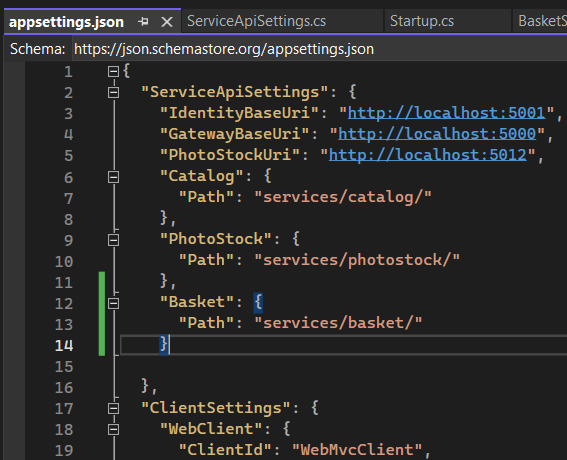 appsettings.json ServiceApiSettings.cs Startup.cs BasketS
Schema: https://json.schemastore.org/appsettings.json
1 {
2 "ServiceApiSettings": {
3 "IdentityBaseUri": "http://localhost:5001",
4 "GatewayBaseUri": "http://localhost:5000",
5 "PhotoStockUri": "http://localhost:5012",
6 "Catalog": {
7 "Path": "services/catalog/"
8 },
9 "PhotoStock": {
10 "Path": "services/photostock/"
11 },
12 "Basket": {
13 "Path": "services/basket/"
14 }
15
16 },
17 "ClientSettings": {
18 "WebClient": {
19 "ClientId": "WebMvcClient",